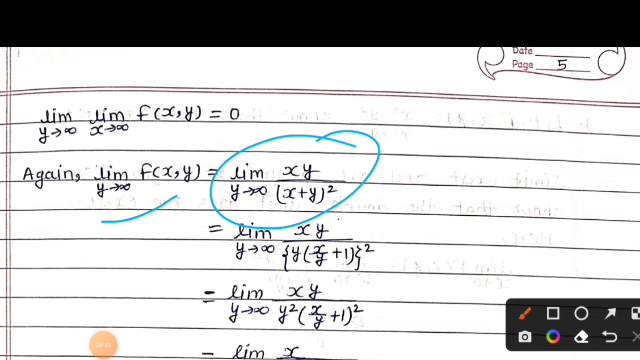 Date
Page 5
lim lim f(x,y) = 0
y→∞ x→∞
Again, lim f(x,y) = lim xy
y→∞ y→∞ (x+y)²
= lim xy
y→∞ {y(x/y +1)}²
= lim xy
y→∞ y²(x/y +1)²
= lim x